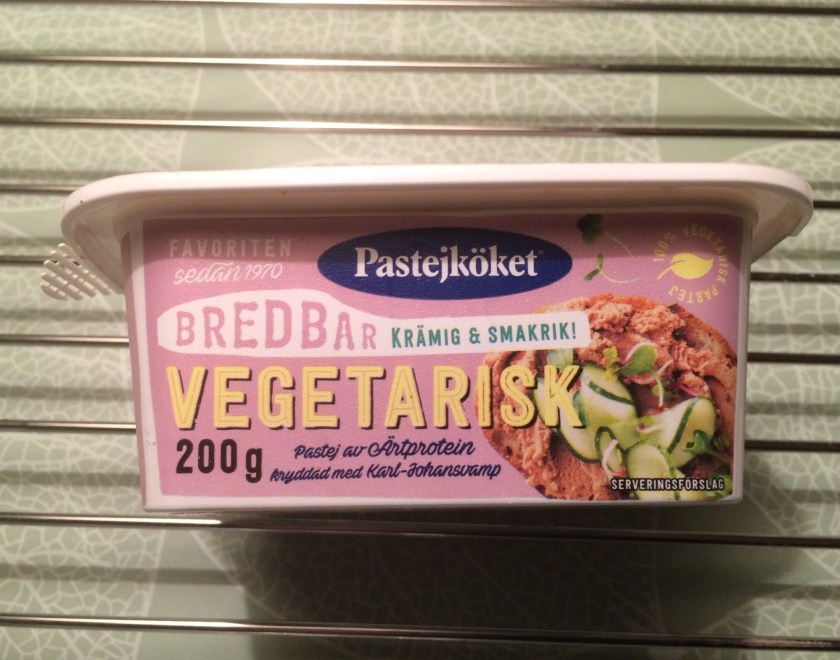 FAVORITEN
sedan 1970
Pastejköket
100% VEGETARISK PASTEJ
BREDBAR
KRÄMIG & SMAKRIK!
VEGETARISK
200g
Pastej av Ärtprotein
kryddad med Karl-Johansvamp
SERVERINGSFÖRSLAG